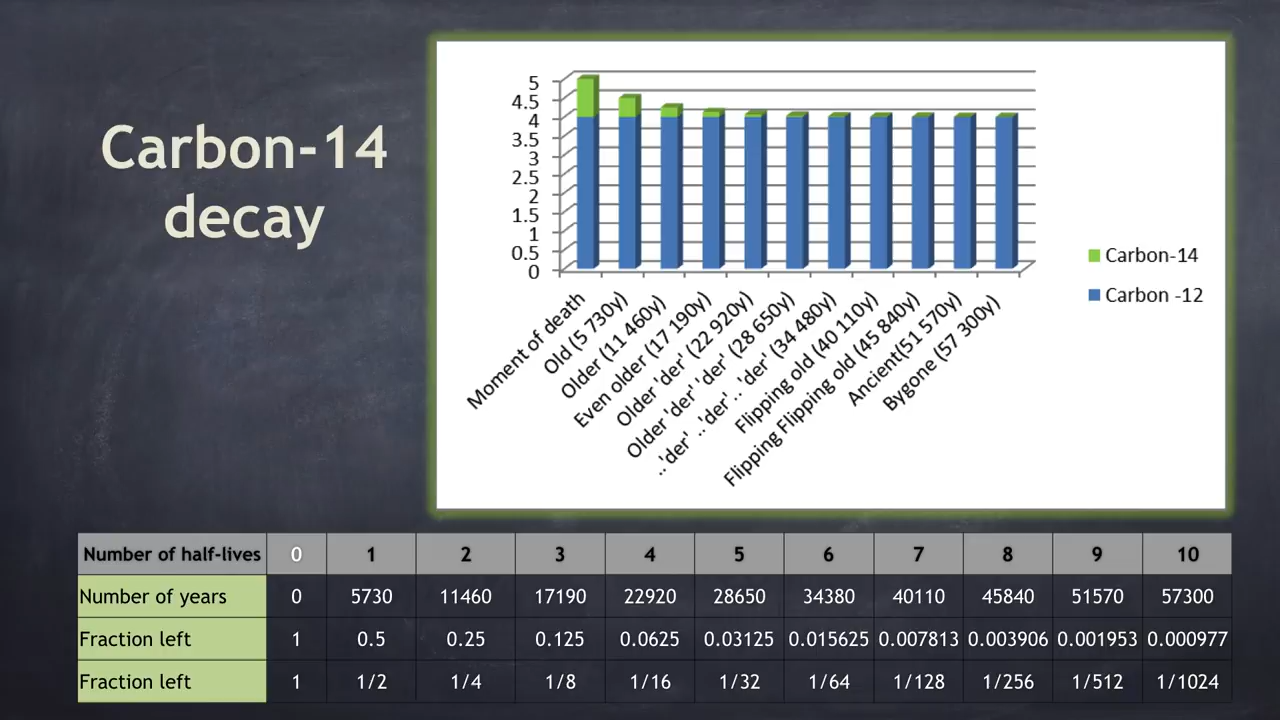 Carbon-14
decay
5
4.5
4
3.5
3
2.5
2
1.5
1
0.5
0
Moment of death
Old (5 730y)
Older (11 460y)
Even older (17 190y)
Older 'der' (22 920y)
Older 'der' 'der' (28 650y)
..'der' ..'der' ..'der' (34 480y)
Flipping old (40 110y)
Flipping Flipping old (45 840y)
Ancient(51 570y)
Bygone (57 300y)
Carbon-14
Carbon -12
Number of half-lives 0 1 2 3 4 5 6 7 8 9 10
Number of years 0 5730 11460 17190 22920 28650 34380 40110 45840 51570 57300
Fraction left 1 0.5 0.25 0.125 0.0625 0.03125 0.015625 0.007813 0.003906 0.001953 0.000977
Fraction left 1 1/2 1/4 1/8 1/16 1/32 1/64 1/128 1/256 1/512 1/1024